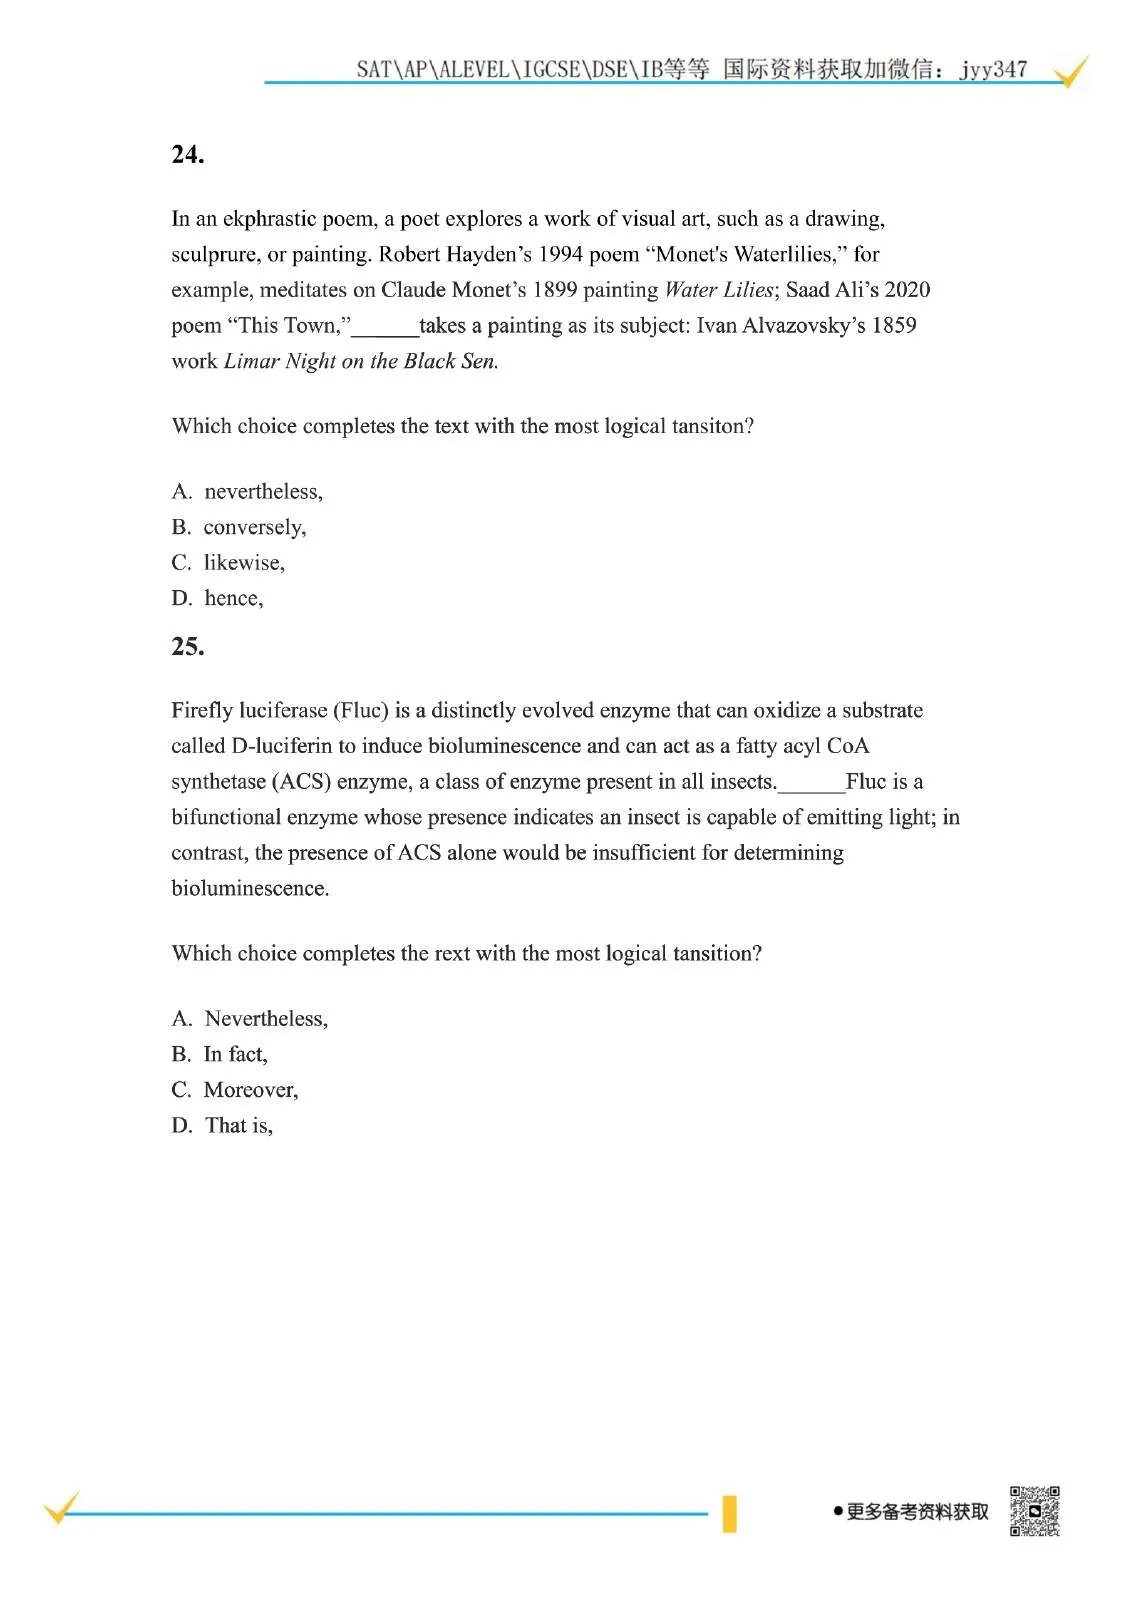 SAT\AP\ALEVEL\IGCSE\DSE\IB等等 国际资料获取加微信：jyy347
24.
In an ekphrastic poem, a poet explores a work of visual art, such as a drawing,
sculprure, or painting. Robert Hayden’s 1994 poem “Monet's Waterlilies,” for
example, meditates on Claude Monet’s 1899 painting Water Lilies; Saad Ali’s 2020
poem “This Town,”______takes a painting as its subject: Ivan Alvazovsky’s 1859
work Limar Night on the Black Sen.
Which choice completes the text with the most logical tansiton?
A. nevertheless,
B. conversely,
C. likewise,
D. hence,
25.
Firefly luciferase (Fluc) is a distinctly evolved enzyme that can oxidize a substrate
called D-luciferin to induce bioluminescence and can act as a fatty acyl CoA
synthetase (ACS) enzyme, a class of enzyme present in all insects.______Fluc is a
bifunctional enzyme whose presence indicates an insect is capable of emitting light; in
contrast, the presence of ACS alone would be insufficient for determining
bioluminescence.
Which choice completes the rext with the most logical tansition?
A. Nevertheless,
B. In fact,
C. Moreover,
D. That is,
●更多备考资料获取